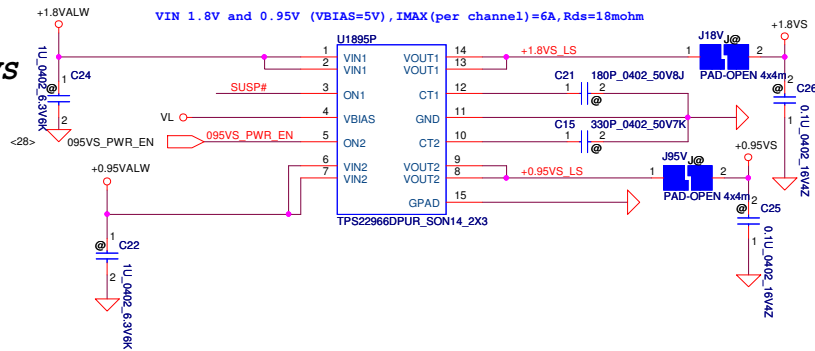 VIN 1.8V and 0.95V (VBIAS=5V),IMAX(per channel)=6A,Rds=18mohm
+1.8VALW
VS
1
@
C24
2
1U_0402_6.3V6K
U1895P
1
2
3
4
5
6
7
VIN1
VIN1
ON1
VBIAS
ON2
VIN2
VIN2
VOUT1
VOUT1
CT1
GND
CT2
VOUT2
VOUT2
GPAD
14
13
12
11
10
9
8
15
TPS22966DPUR_SON14_2X3
SUSP#
VL
<28>
095VS_PWR_EN
095VS_PWR_EN
+0.95VALW
1
@
C22
2
1U_0402_6.3V6K
+1.8VS_LS
C21
180P_0402_50V8J
1
2
@
C15
330P_0402_50V7K
1
2
@
+0.95VS_LS
J18V
J@
1
2
PAD-OPEN 4x4m
+1.8VS
@
2
C26
1
0.1U_0402_16V4Z
J95V
J@
1
2
PAD-OPEN 4x4m
+0.95VS
@
2
C25
1
0.1U_0402_16V4Z